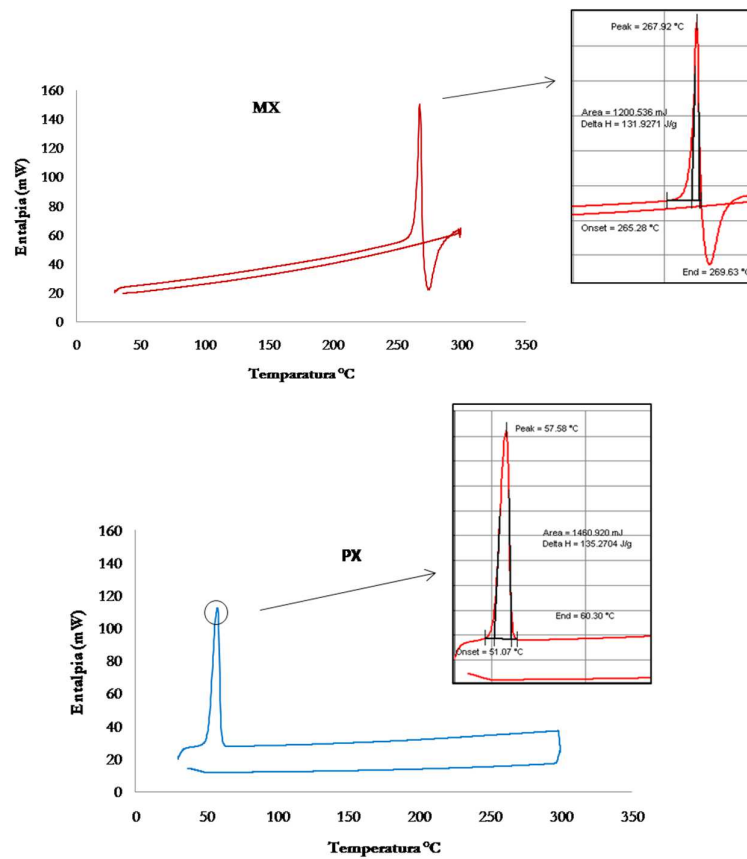 Peak = 267.92 °C
MX
Area = 1200.536 mJ
Delta H = 131.9271 J/g
Onset = 265.28 °C
End = 269.63 °C
Entalpia (mW)
160
140
120
100
80
60
40
20
0
0 50 100 150 200 250 300 350
Temparatura °C
Peak = 57.58 °C
PX
Area = 1460.920 mJ
Delta H = 135.2704 J/g
End = 60.30 °C
Onset = 51.07 °C
Entalpia (mW)
160
140
120
100
80
60
40
20
0
0 50 100 150 200 250 300 350
Temperatura °C